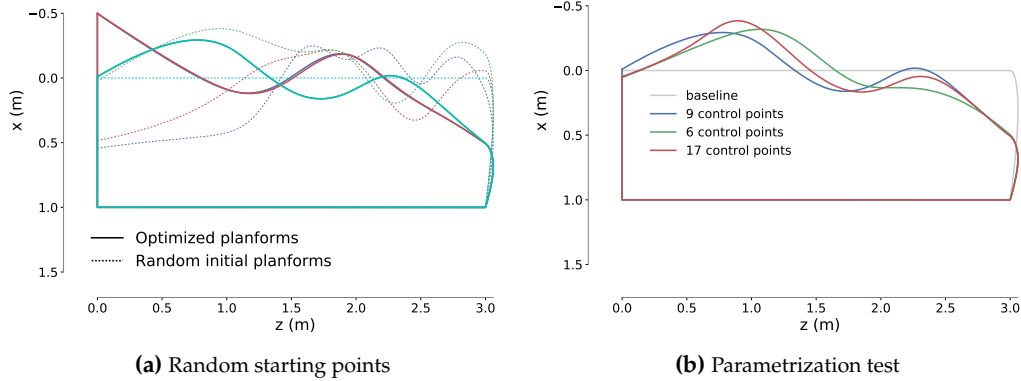 −0.5
0.0
0.5
1.0
1.5
x (m)
Optimized planforms
Random initial planforms
0.0 0.5 1.0 1.5 2.0 2.5 3.0
z (m)
(a) Random starting points
−0.5
0.0
0.5
1.0
1.5
x (m)
baseline
9 control points
6 control points
17 control points
0.0 0.5 1.0 1.5 2.0 2.5 3.0
z (m)
(b) Parametrization test